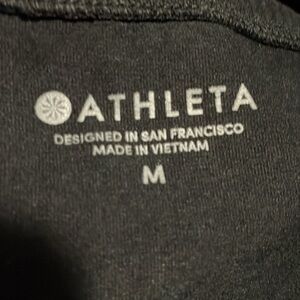 ATHLETA
DESIGNED IN SAN FRANCISCO
MADE IN VIETNAM
M